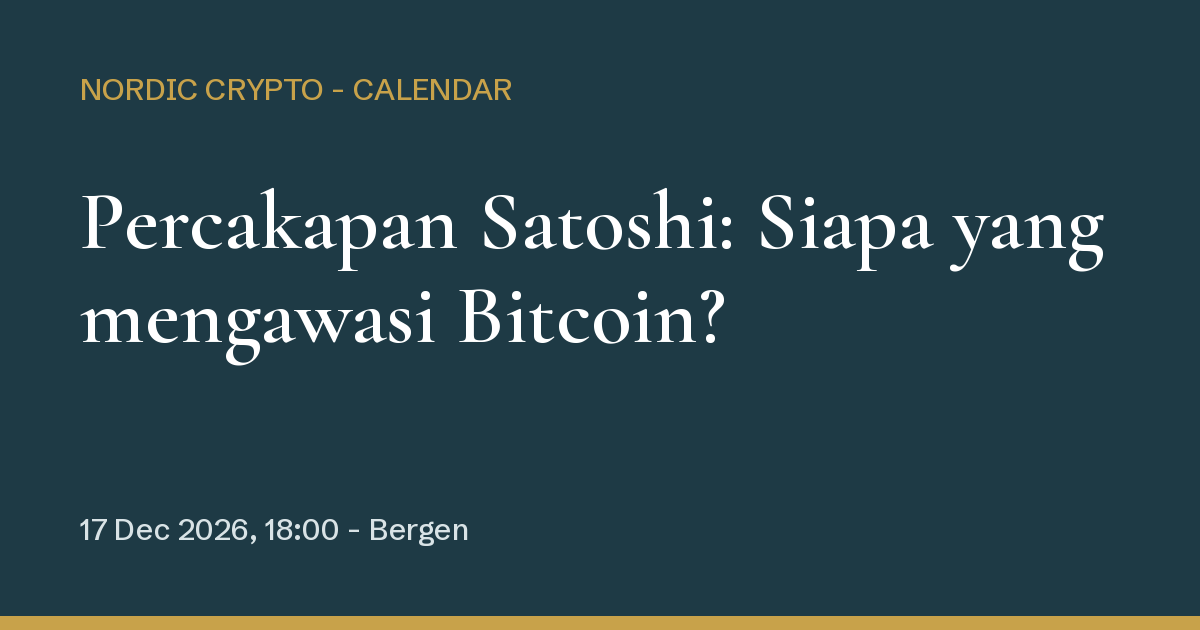 NORDIC CRYPTO - CALENDAR
Percakapan Satoshi: Siapa yang
mengawasi Bitcoin?
17 Dec 2026, 18:00 - Bergen